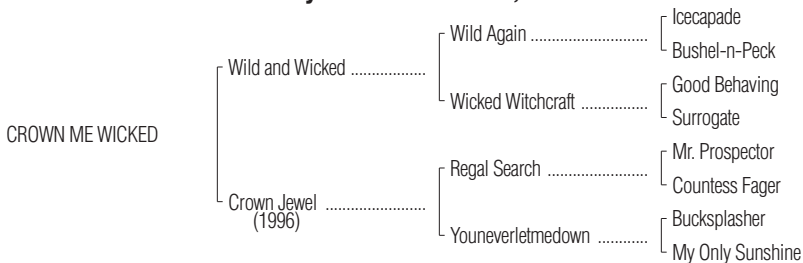 Icecapade
Wild Again ....................
Bushel-n-Peck
Wild and Wicked ..................
Good Behaving
Wicked Witchcraft ................
Surrogate
CROWN ME WICKED
Mr. Prospector
Regal Search ........................
Countess Fager
Crown Jewel ........................
(1996)
Bucksplasher
Youneverletmedown ............
My Only Sunshine